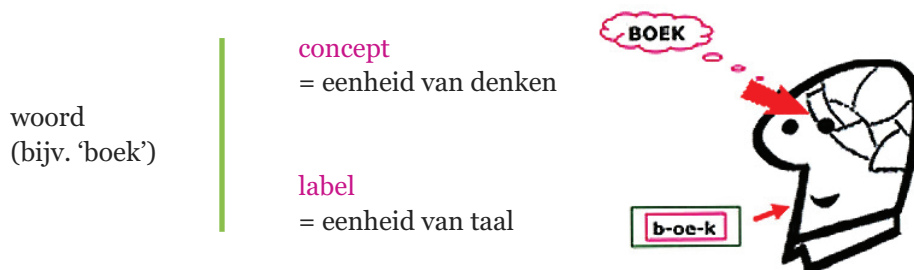 woord
(bijv. ‘boek’)
concept
= eenheid van denken
label
= eenheid van taal
BOEK
b-oe-k